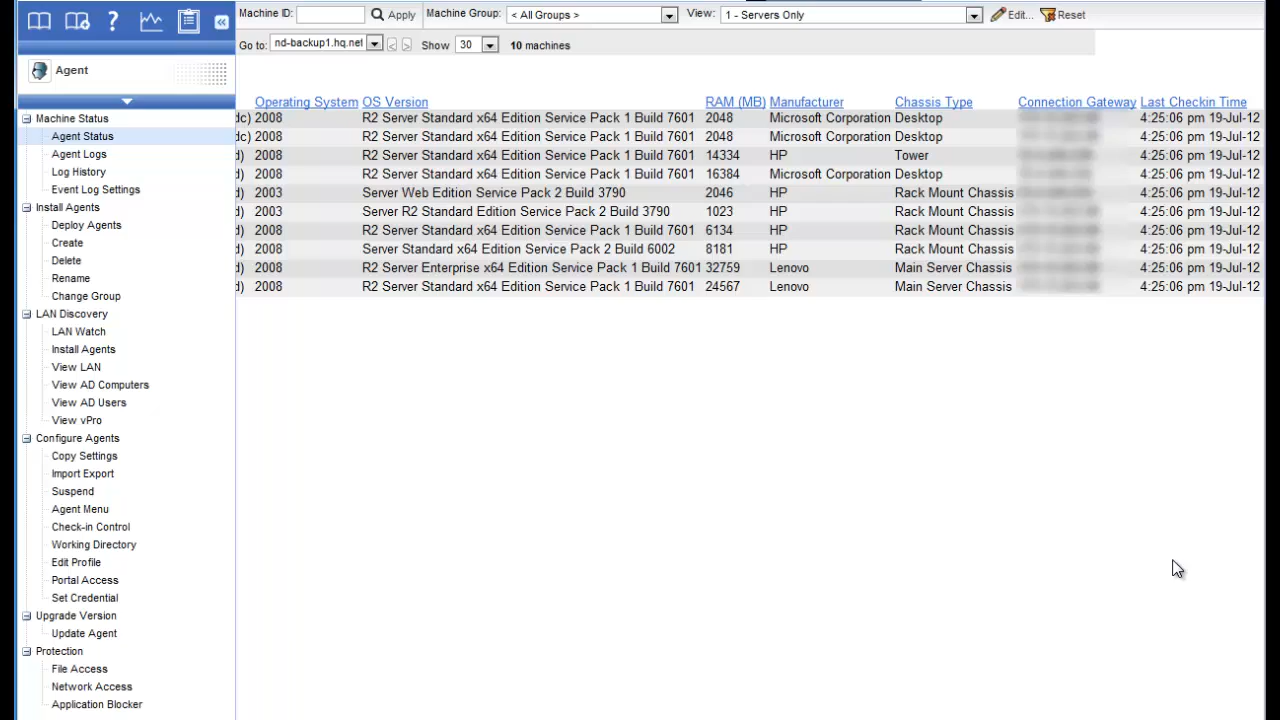 Machine ID: Apply Machine Group: < All Groups > View: 1 - Servers Only Edit... Reset
Go to: nd-backup1.hq.net < > Show 30 10 machines
Agent
Operating System OS Version RAM (MB) Manufacturer Chassis Type Connection Gateway Last Checkin Time
dc) 2008 R2 Server Standard x64 Edition Service Pack 1 Build 7601 2048 Microsoft Corporation Desktop 4:25:06 pm 19-Jul-12
2008 R2 Server Standard x64 Edition Service Pack 1 Build 7601 2048 Microsoft Corporation Desktop 4:25:06 pm 19-Jul-12
d) 2008 R2 Server Standard x64 Edition Service Pack 1 Build 7601 14334 HP Tower 4:25:06 pm 19-Jul-12
d) 2008 R2 Server Standard x64 Edition Service Pack 1 Build 7601 16384 Microsoft Corporation Desktop 4:25:06 pm 19-Jul-12
d) 2003 Server Web Edition Service Pack 2 Build 3790 2046 HP Rack Mount Chassis 4:25:06 pm 19-Jul-12
d) 2003 Server R2 Standard Edition Service Pack 2 Build 3790 1023 HP Rack Mount Chassis 4:25:06 pm 19-Jul-12
d) 2008 R2 Server Standard x64 Edition Service Pack 1 Build 7601 6134 HP Rack Mount Chassis 4:25:06 pm 19-Jul-12
d) 2008 Server Standard x64 Edition Service Pack 2 Build 6002 8181 HP Rack Mount Chassis 4:25:06 pm 19-Jul-12
d) 2008 R2 Server Enterprise x64 Edition Service Pack 1 Build 7601 32759 Lenovo Main Server Chassis 4:25:06 pm 19-Jul-12
d) 2008 R2 Server Standard x64 Edition Service Pack 1 Build 7601 24567 Lenovo Main Server Chassis 4:25:06 pm 19-Jul-12
Machine Status
Agent Status
Agent Logs
Log History
Event Log Settings
Install Agents
Deploy Agents
Create
Delete
Rename
Change Group
LAN Discovery
LAN Watch
Install Agents
View LAN
View AD Computers
View AD Users
View vPro
Configure Agents
Copy Settings
Import Export
Suspend
Agent Menu
Check-in Control
Working Directory
Edit Profile
Portal Access
Set Credential
Upgrade Version
Update Agent
Protection
File Access
Network Access
Application Blocker